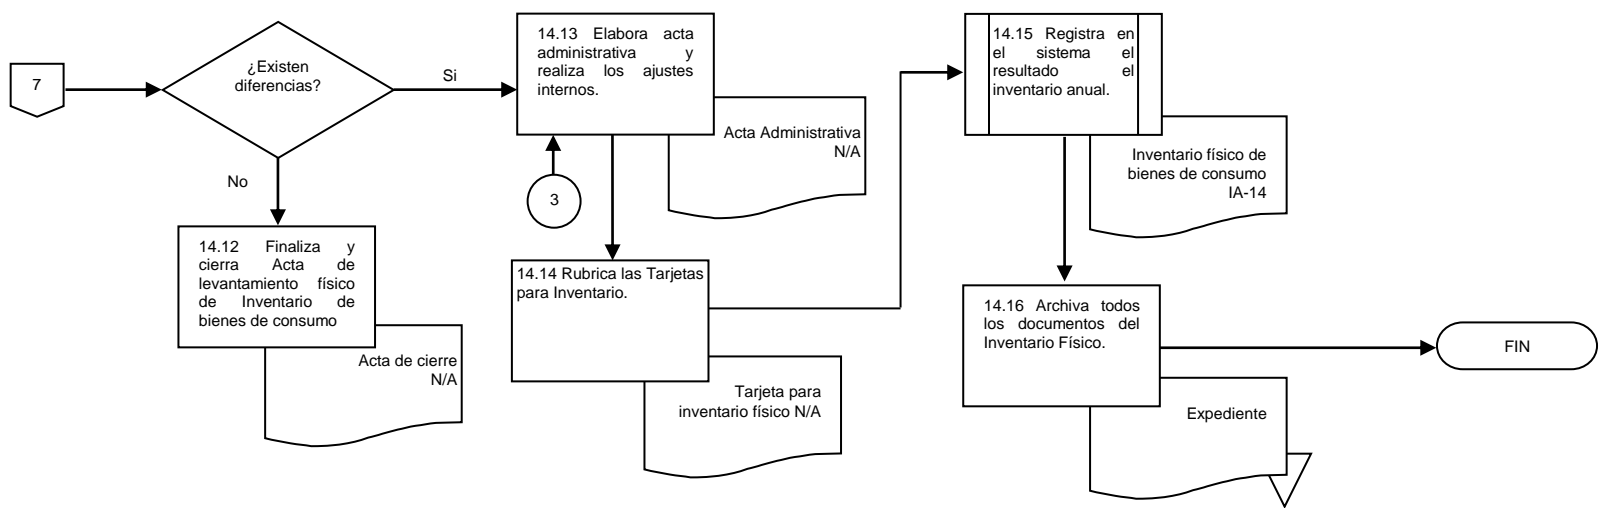 7
¿Existen
diferencias?
Si
No
14.12 Finaliza y
cierra Acta de
levantamiento físico
de Inventario de
bienes de consumo
Acta de cierre
N/A
14.13 Elabora acta
administrativa y
realiza los ajustes
internos.
Acta Administrativa
N/A
3
14.14 Rubrica las Tarjetas
para Inventario.
Tarjeta para
inventario físico N/A
14.15 Registra en
el sistema el
resultado el
inventario anual.
Inventario físico de
bienes de consumo
IA-14
14.16 Archiva todos
los documentos del
Inventario Físico.
Expediente
FIN